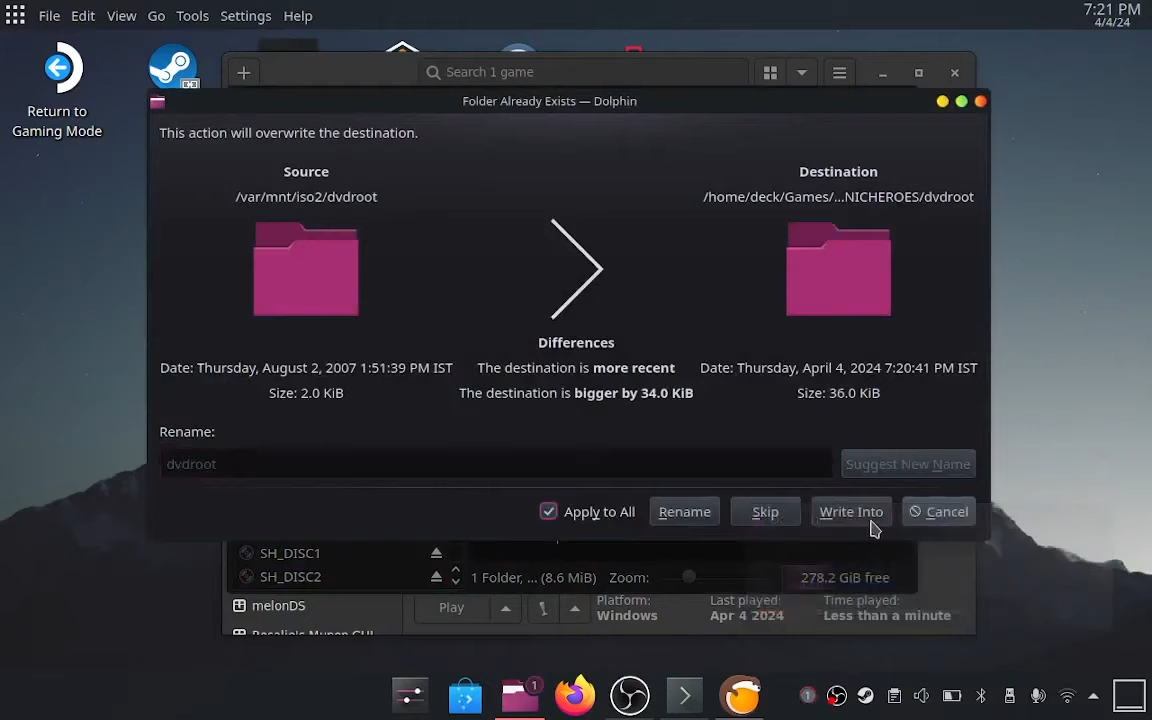 File Edit View Go Tools Settings Help
7:21 PM
4/4/24
Return to
Gaming Mode
Search 1 game
Folder Already Exists — Dolphin
This action will overwrite the destination.
Source
Destination
/var/mnt/iso2/dvdroot
/home/deck/Games/...NICHEROES/dvdroot
Differences
Date: Thursday, August 2, 2007 1:51:39 PM IST
The destination is more recent
Date: Thursday, April 4, 2024 7:20:41 PM IST
Size: 2.0 KiB
The destination is bigger by 34.0 KiB
Size: 36.0 KiB
Rename:
dvdroot
Suggest New Name
Apply to All
Rename
Skip
Write Into
Cancel
SH_DISC1
SH_DISC2
1 Folder, ... (8.6 MiB)
Zoom:
278.2 GiB free
melonDS
Play
Platform:
Windows
Last played:
Apr 4 2024
Time played:
Less than a minute
1
1